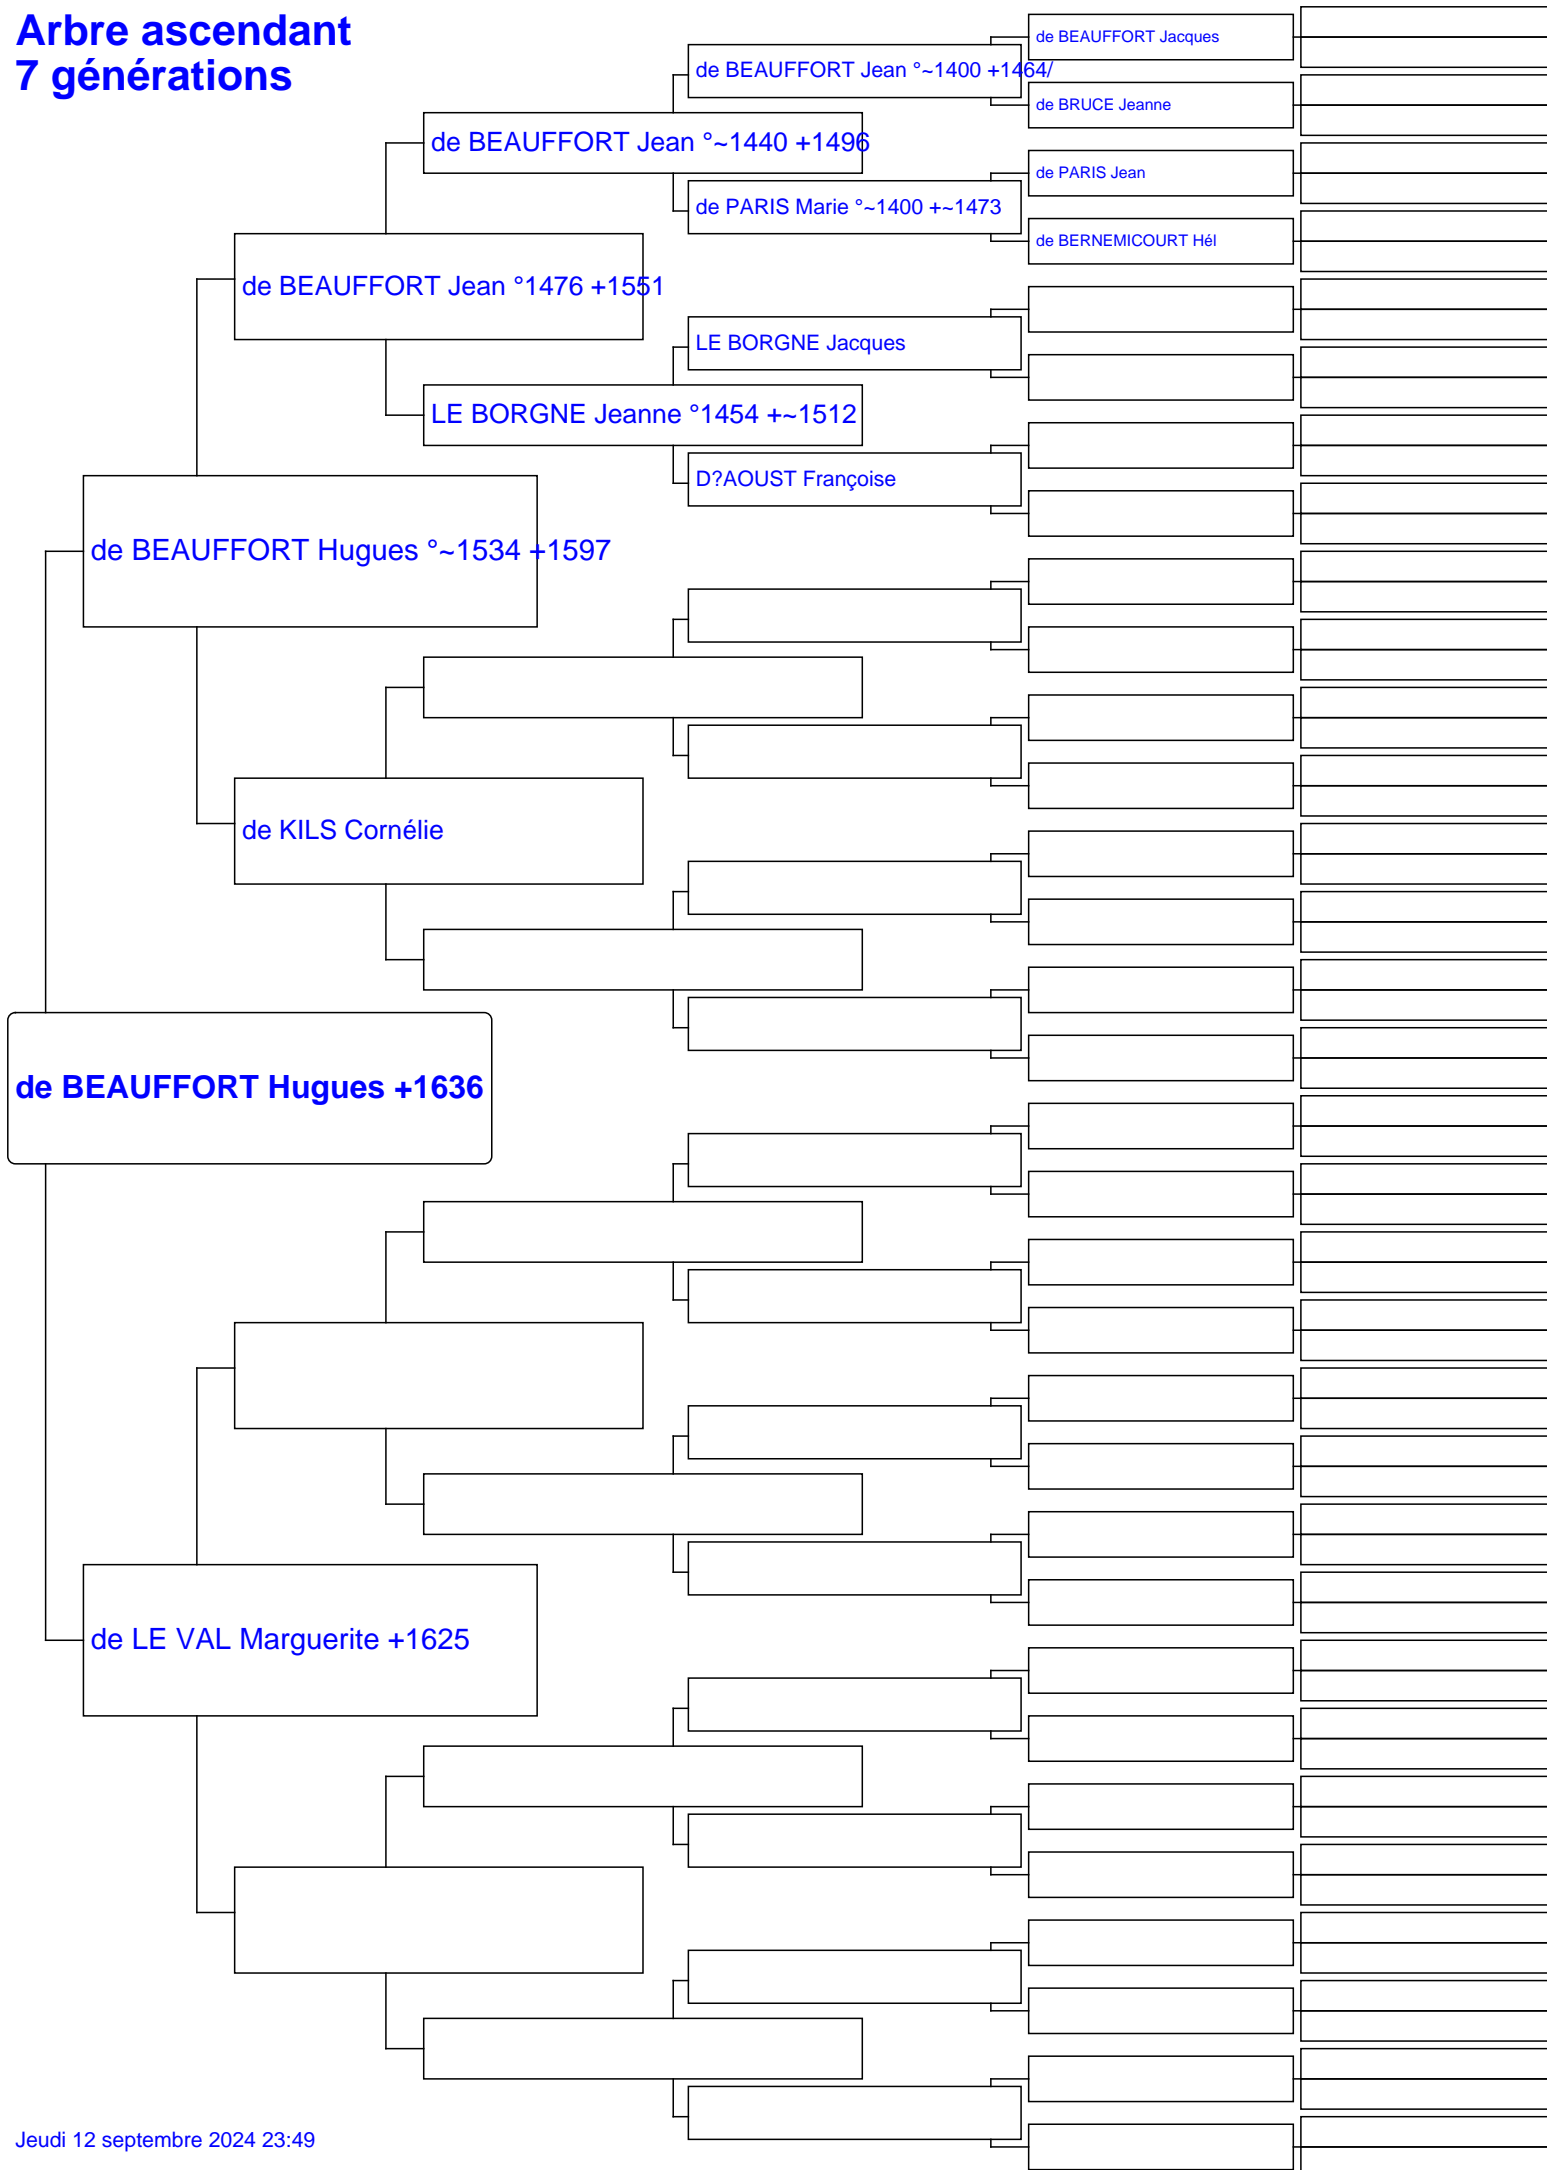 Arbre ascendant
7 générations
de BEAUFFORT Jacques
de BEAUFFORT Jean °~1400 +1464/
de BRUCE Jeanne
de BEAUFFORT Jean °~1440 +1496
de PARIS Jean
de PARIS Marie °~1400 +~1473
de BERNEMICOURT Hél
de BEAUFFORT Jean °1476 +1551
LE BORGNE Jacques
LE BORGNE Jeanne °1454 +~1512
D?AOUST Françoise
de BEAUFFORT Hugues °~1534 +1597
de KILS Cornélie
de BEAUFFORT Hugues +1636
de LE VAL Marguerite +1625
Jeudi 12 septembre 2024 23:49